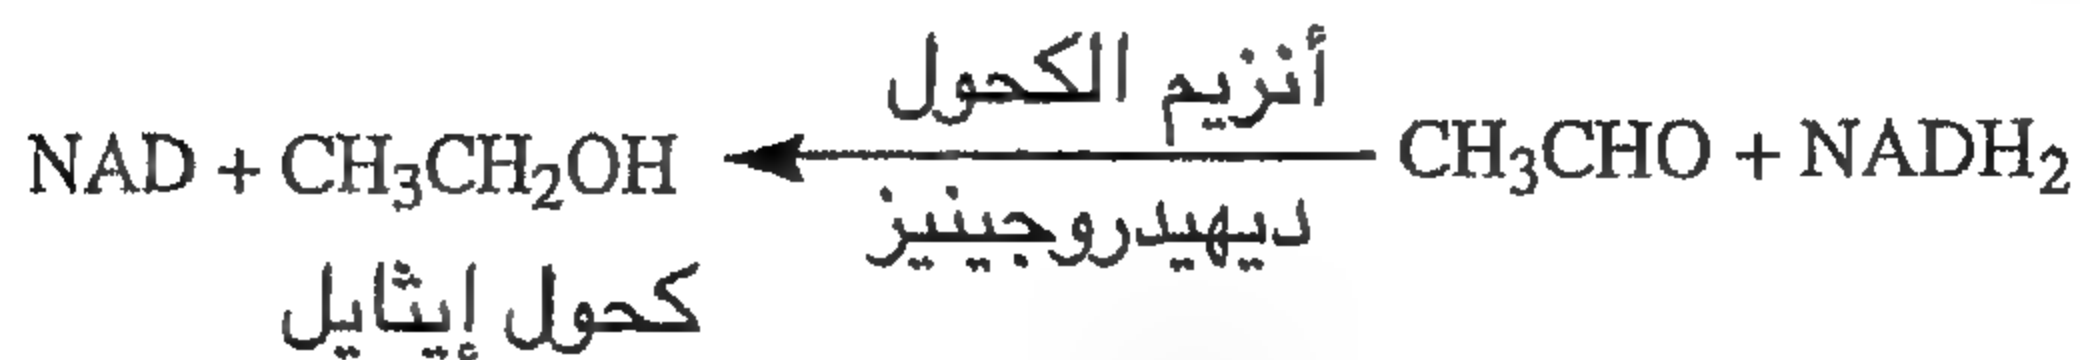 أنزيم الكحول
NAD + CH₃CH₂OH ← CH₃CHO + NADH₂
ديهيدروجينيز
كحول إيثايل